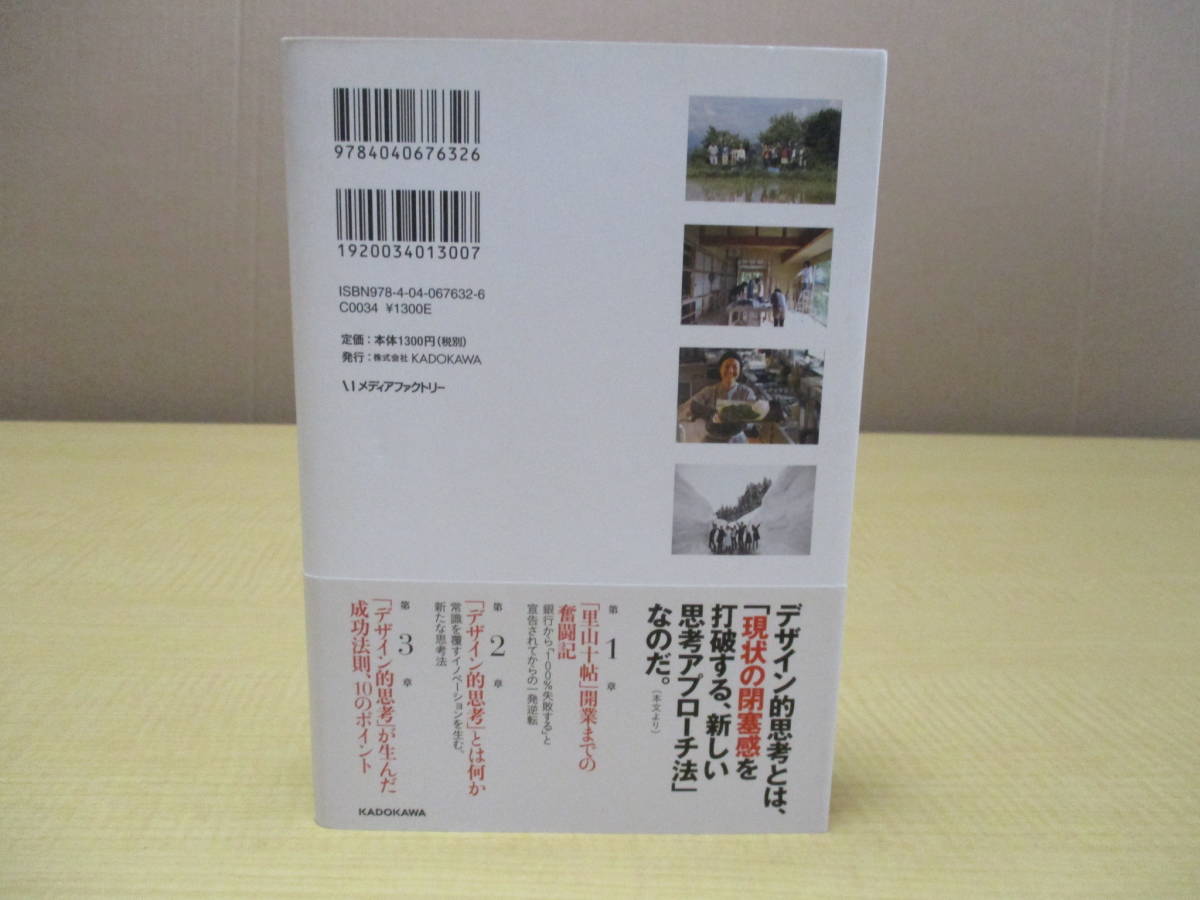 9784040676326
1920034013007
ISBN978-4-04-067632-6
C0034 ¥1300E
定価：本体1300円(税別)
発行：株式会社 KADOKAWA
メディアファクトリー
デザイン的思考とは、
「現状の閉塞感を
打破する、新しい
思考アプローチ法」
なのだ。（本文より）
第1章
「里山十帖」開業までの
奮闘記
銀行から「100%失敗する」と
宣告されてからの一発逆転
第2章
「デザイン的思考」とは何か
常識を覆すイノベーションを生む、
新たな思考法
第3章
「デザイン的思考」が生んだ
成功法則、10のポイント
KADOKAWA